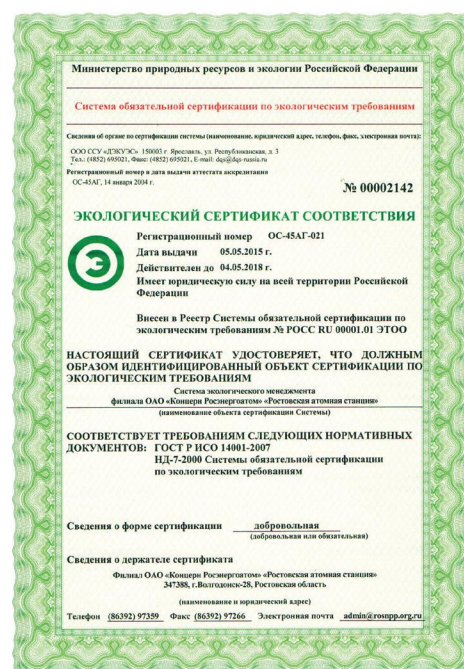 Министерство природных ресурсов и экологии Российской Федерации
Система обязательной сертификации по экологическим требованиям
Сведения об органе по сертификации системы (наименование, юридический адрес, телефон, факс, электронная почта):
ООО ССУ «ДЭКУЭС» 150003 г. Ярославль, ул. Республиканская, д. 3
Тел.: (4852) 695021, Факс: (4852) 695021, E-mail: dqs@dqs-russia.ru
Регистрационный номер и дата выдачи аттестата аккредитации
ОС-45АГ, 14 января 2004 г.
№ 00002142
ЭКОЛОГИЧЕСКИЙ СЕРТИФИКАТ СООТВЕТСТВИЯ
Э
Регистрационный номер ОС-45АГ-021
Дата выдачи 05.05.2015 г.
Действителен до 04.05.2018 г.
Имеет юридическую силу на всей территории Российской
Федерации
Внесен в Реестр Системы обязательной сертификации по
экологическим требованиям № РОСС RU 00001.01 ЭТОО
НАСТОЯЩИЙ СЕРТИФИКАТ УДОСТОВЕРЯЕТ, ЧТО ДОЛЖНЫМ
ОБРАЗОМ ИДЕНТИФИЦИРОВАННЫЙ ОБЪЕКТ СЕРТИФИКАЦИИ ПО
ЭКОЛОГИЧЕСКИМ ТРЕБОВАНИЯМ
Система экологического менеджмента
филиала ОАО «Концерн Росэнергоатом» «Ростовская атомная станция»
(наименование объекта сертификации Системы)
СООТВЕТСТВУЕТ ТРЕБОВАНИЯМ СЛЕДУЮЩИХ НОРМАТИВНЫХ
ДОКУМЕНТОВ: ГОСТ Р ИСО 14001-2007
НД-7-2000 Системы обязательной сертификации
по экологическим требованиям
Сведения о форме сертификации добровольная
(добровольная или обязательная)
Сведения о держателе сертификата
Филиал ОАО «Концерн Росэнергоатом» «Ростовская атомная станция»
347388, г.Волгодонск-28, Ростовская область
(наименование и юридический адрес)
Телефон (86392) 97359 Факс (86392) 97266 Электронная почта admin@rosnpp.org.ru